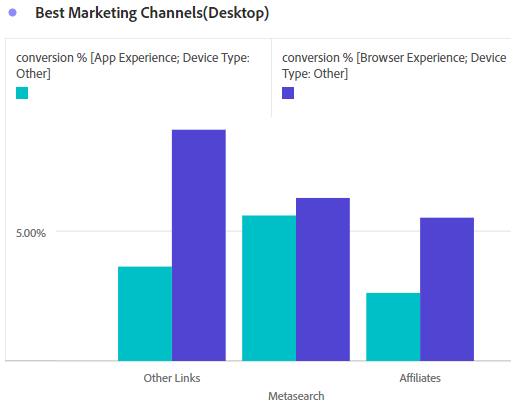 Best Marketing Channels(Desktop)
conversion % [App Experience; Device Type:
Other]
conversion % [Browser Experience; Device
Type: Other]
5.00%
Other Links
Metasearch
Affiliates